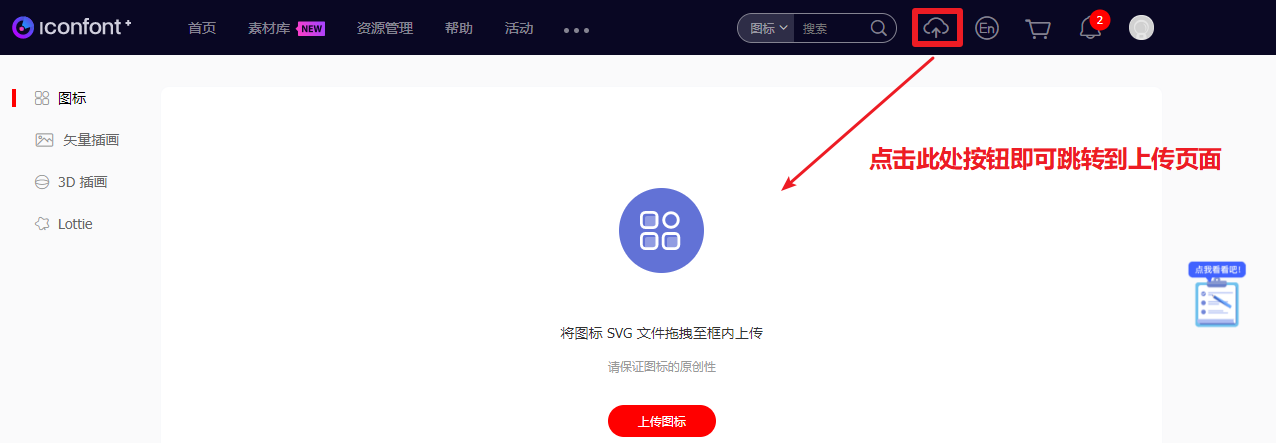 iconfont+
首页
素材库 NEW
资源管理
帮助
活动
图标
搜索
En
2
图标
矢量插画
3D 插画
Lottie
点击此处按钮即可跳转到上传页面
点我看看吧!
将图标 SVG 文件拖拽至框内上传
请保证图标的原创性
上传图标